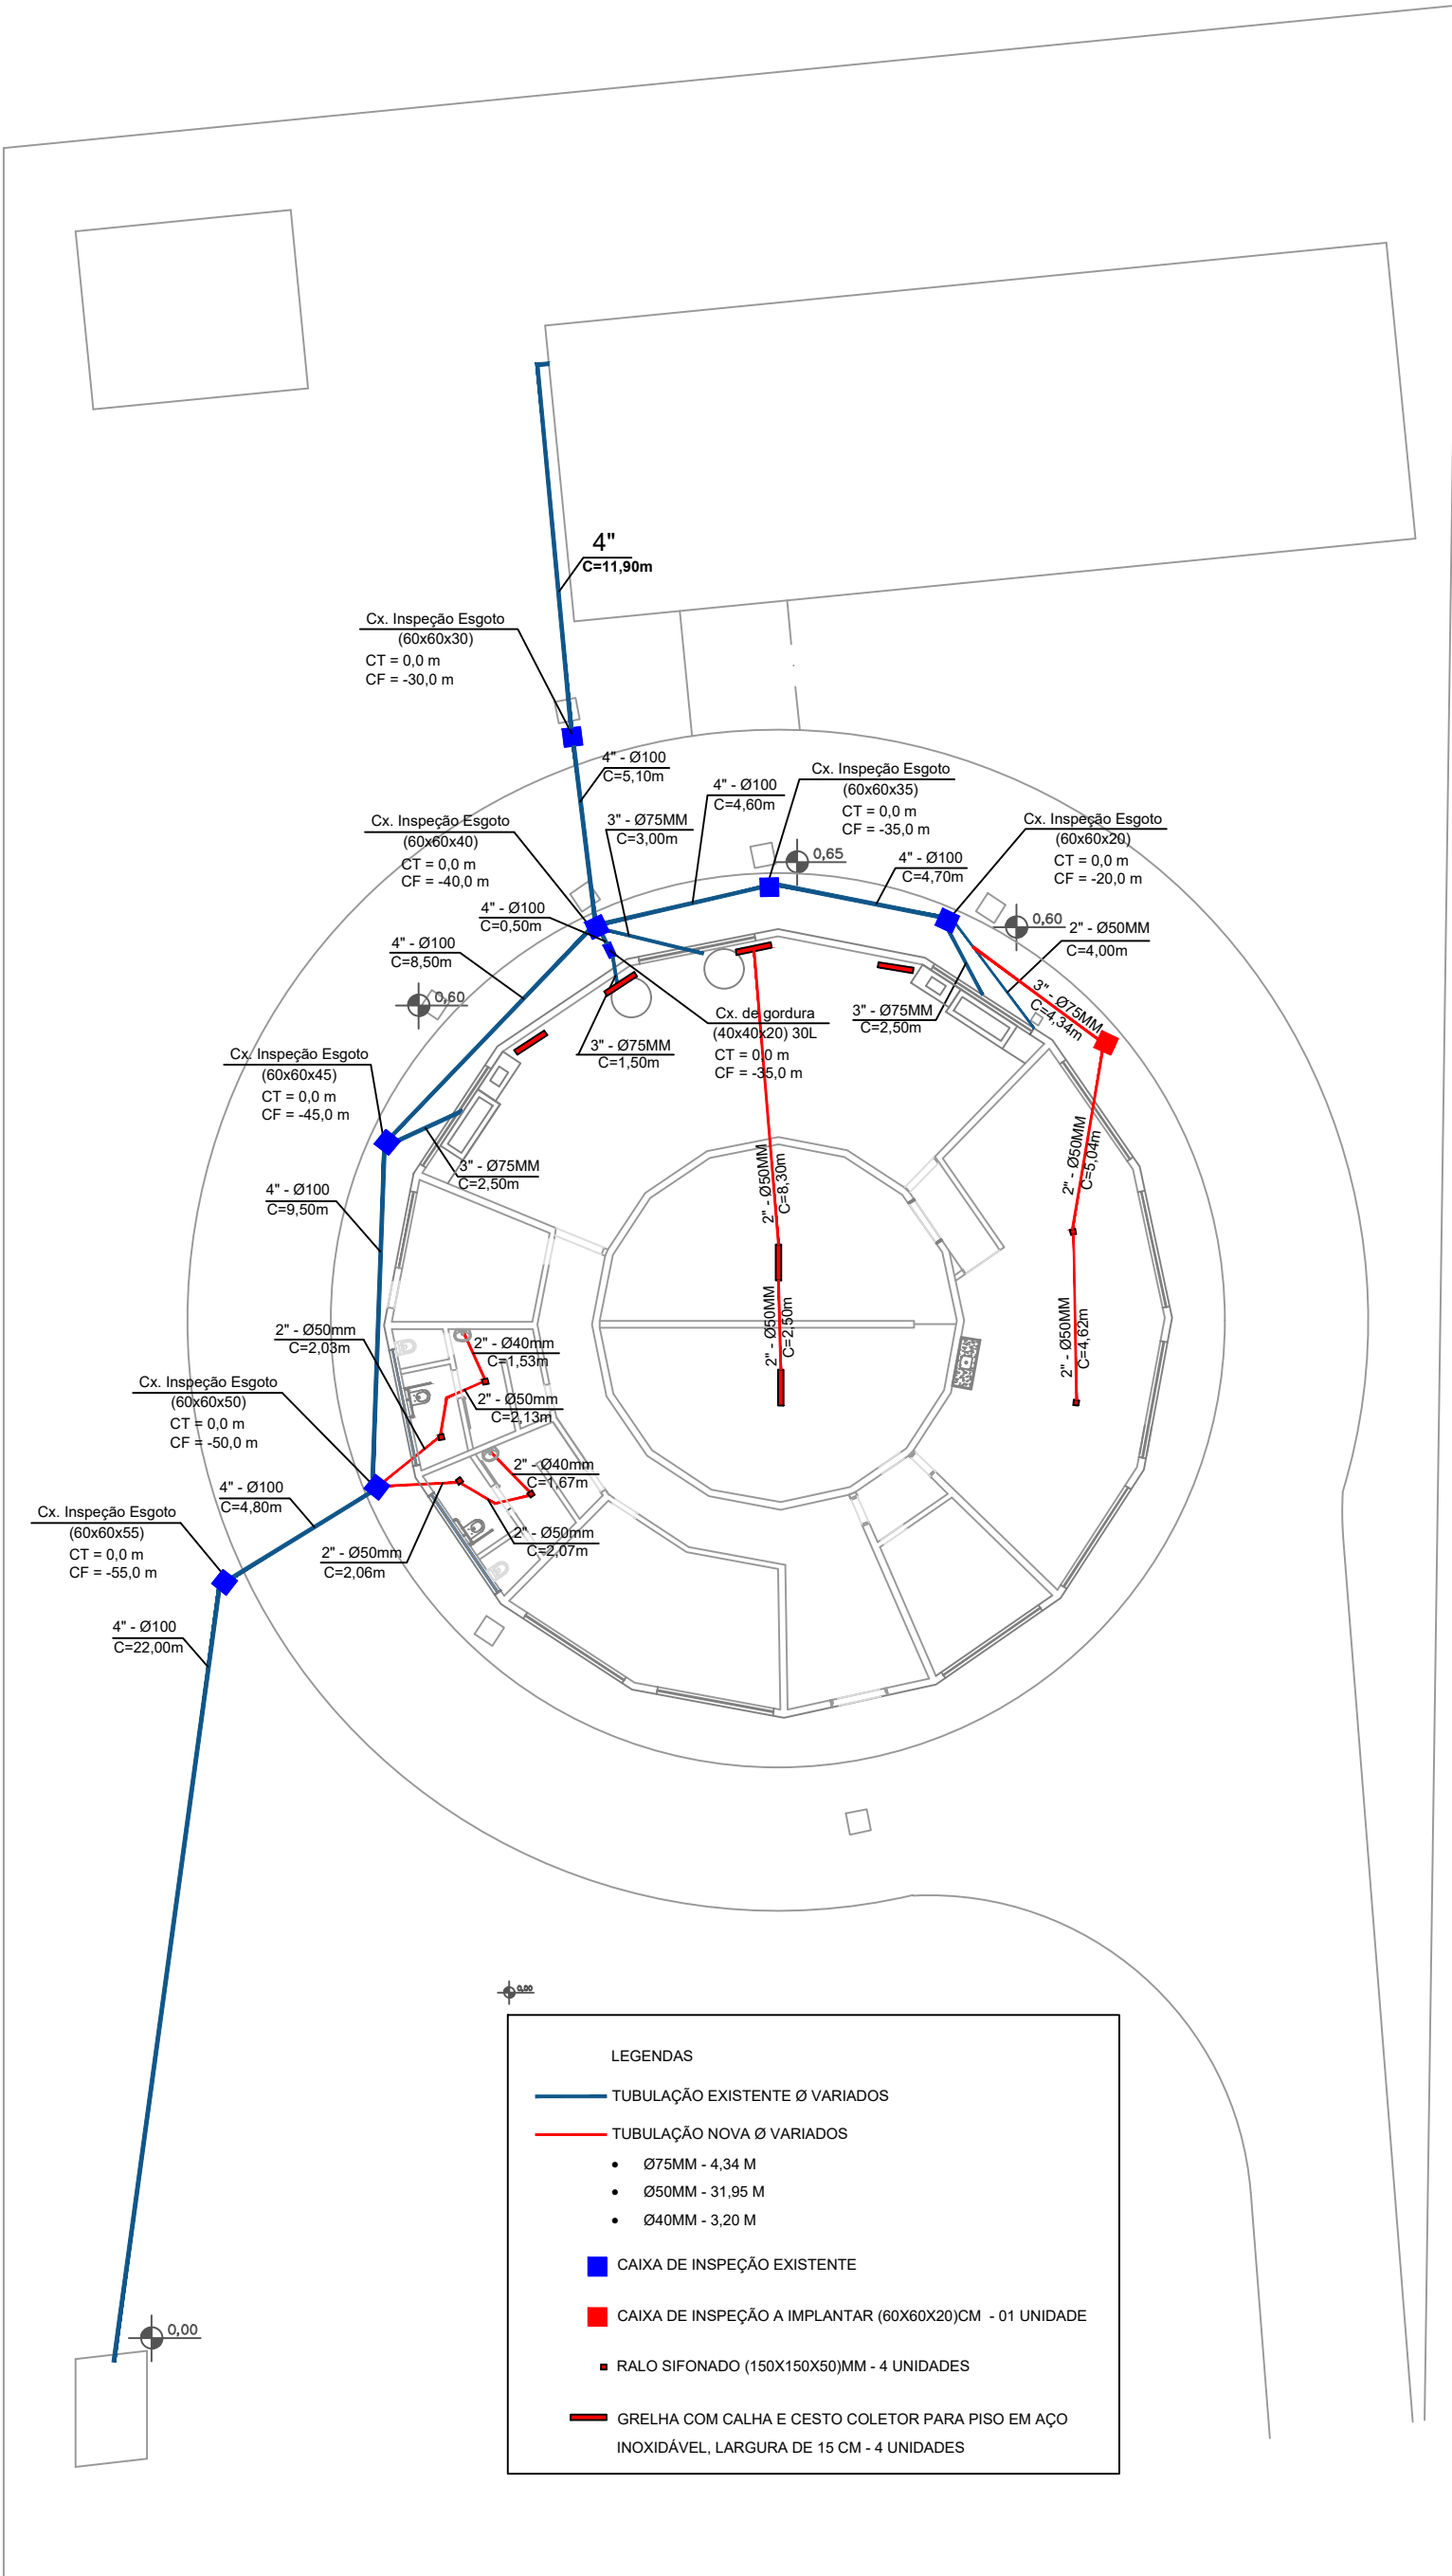 4"
C=11,90m
Cx. Inspeção Esgoto
(60x60x30)
CT = 0,0 m
CF = -30,0 m
4" - Ø100
C=5,10m
4" - Ø100
C=4,60m
Cx. Inspeção Esgoto
(60x60x35)
CT = 0,0 m
CF = -35,0 m
Cx. Inspeção Esgoto
(60x60x40)
CT = 0,0 m
CF = -40,0 m
3" - Ø75MM
C=3,00m
Cx. Inspeção Esgoto
(60x60x20)
CT = 0,0 m
CF = -20,0 m
0,65
4" - Ø100
C=4,70m
4" - Ø100
C=0,50m
0,60
2" - Ø50MM
C=4,00m
4" - Ø100
C=8,50m
0,60
3" - Ø75MM
C=4,34m
Cx. de gordura
(40x40x20) 30L
CT = 0,0 m
CF = -35,0 m
3" - Ø75MM
C=2,50m
3" - Ø75MM
C=1,50m
Cx. Inspeção Esgoto
(60x60x45)
CT = 0,0 m
CF = -45,0 m
3" - Ø75MM
C=2,50m
2" - Ø50MM
C=8,30m
2" - Ø50MM
C=5,04m
4" - Ø100
C=9,50m
2" - Ø50MM
C=2,50m
2" - Ø50MM
C=4,62m
2" - Ø50mm
C=2,03m
2" - Ø40mm
C=1,53m
Cx. Inspeção Esgoto
(60x60x50)
CT = 0,0 m
CF = -50,0 m
2" - Ø50mm
C=2,13m
2" - Ø40mm
C=1,67m
4" - Ø100
C=4,80m
Cx. Inspeção Esgoto
(60x60x55)
CT = 0,0 m
CF = -55,0 m
2" - Ø50mm
C=2,07m
2" - Ø50mm
C=2,06m
4" - Ø100
C=22,00m
0,00
LEGENDAS
TUBULAÇÃO EXISTENTE Ø VARIADOS
TUBULAÇÃO NOVA Ø VARIADOS
• Ø75MM - 4,34 M
• Ø50MM - 31,95 M
• Ø40MM - 3,20 M
CAIXA DE INSPEÇÃO EXISTENTE
CAIXA DE INSPEÇÃO A IMPLANTAR (60X60X20)CM - 01 UNIDADE
RALO SIFONADO (150X150X50)MM - 4 UNIDADES
GRELHA COM CALHA E CESTO COLETOR PARA PISO EM AÇO
INOXIDÁVEL, LARGURA DE 15 CM - 4 UNIDADES
0,00